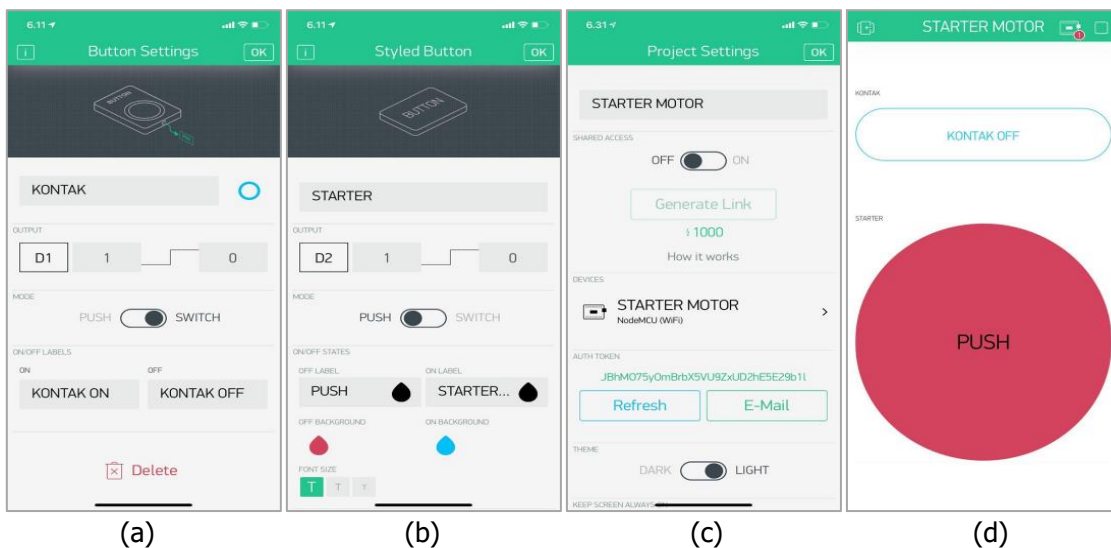 6.11
Button Settings
OK
BUTTON
KONTAK
OUTPUT
D1 1 0
MODE
PUSH SWITCH
ON/OFF LABELS
ON OFF
KONTAK ON KONTAK OFF
Delete
(a)
6.11
Styled Button
OK
BUTTON
STARTER
OUTPUT
D2 1 0
MODE
PUSH SWITCH
ON/OFF STATES
OFF LABEL ON LABEL
PUSH STARTER...
OFF BACKGROUND ON BACKGROUND
FONT SIZE
T T T
(b)
6.31
Project Settings
OK
STARTER MOTOR
SHARED ACCESS
OFF ON
Generate Link
1000
How it works
DEVICES
STARTER MOTOR
NodeMCU (WiFi)
AUTH TOKEN
JBhMO75yOmBrbX5VU9ZxUD2hE5E29b1l
Refresh E-Mail
THEME
DARK LIGHT
KEEP SCREEN ALWAYS
(c)
STARTER MOTOR
KONTAK
KONTAK OFF
STARTER
PUSH
(d)